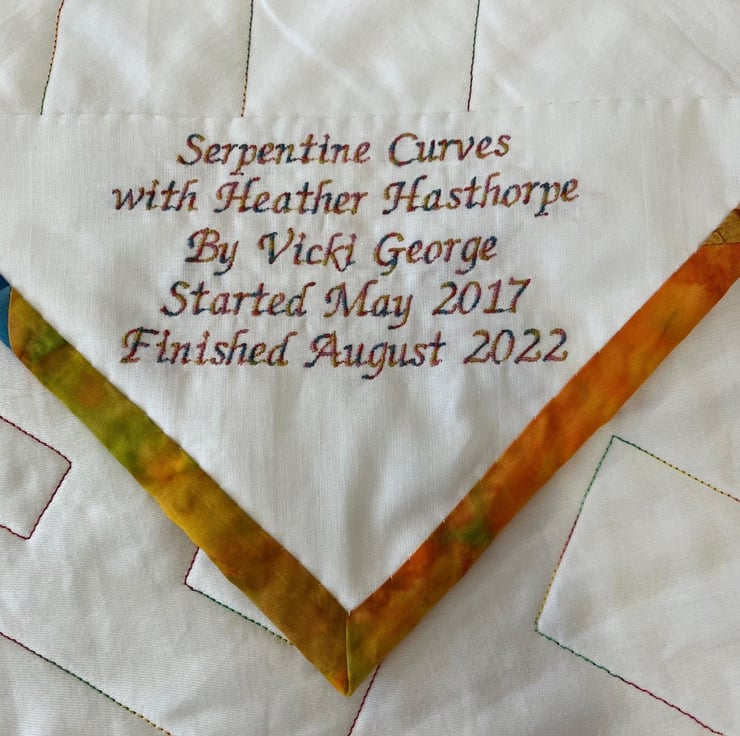 Serpentine Curves
with Heather Hasthorpe
By Vicki George
Started May 2017
Finished August 2022